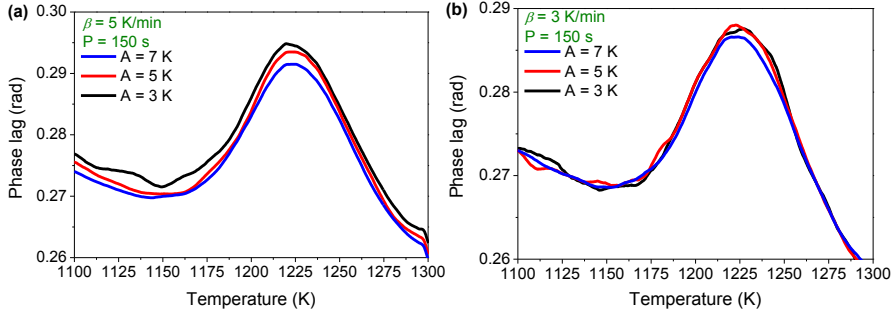 (a)
β = 5 K/min
P = 150 s
A = 7 K
A = 5 K
A = 3 K
0.30
0.29
0.28
0.27
0.26
Phase lag (rad)
1100 1125 1150 1175 1200 1225 1250 1275 1300
Temperature (K)
(b)
β = 3 K/min
P = 150 s
A = 7 K
A = 5 K
A = 3 K
0.29
0.28
0.27
0.26
Phase lag (rad)
1100 1125 1150 1175 1200 1225 1250 1275 1300
Temperature (K)